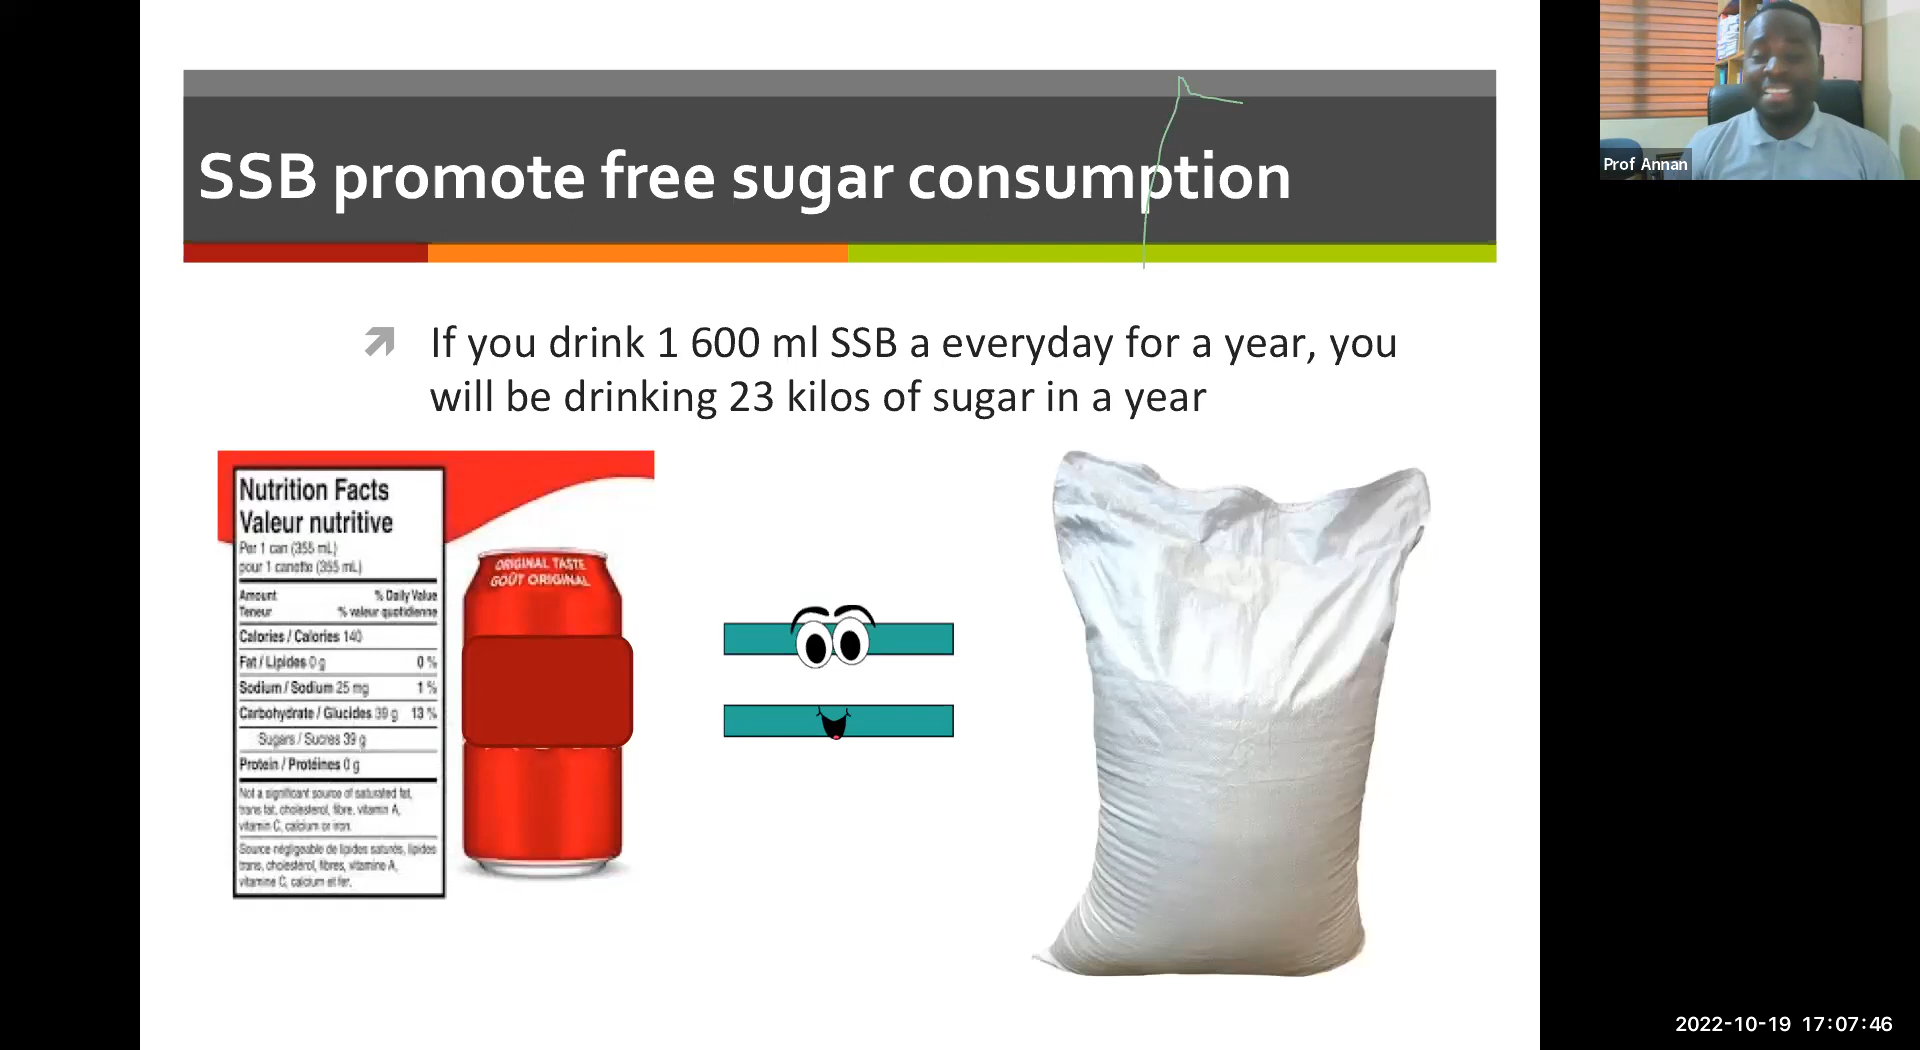 SSB promote free sugar consumption
If you drink 1 600 ml SSB a everyday for a year, you
will be drinking 23 kilos of sugar in a year
Nutrition Facts
Valeur nutritive
Per 1 can (355 mL)
pour 1 canette (355 mL)
Amount % Daily Value
Teneur % valeur quotidienne
Calories / Calories 140
Fat / Lipides 0 g 0 %
Sodium / Sodium 25 mg 1 %
Carbohydrate / Glucides 39 g 13 %
Sugars / Sucres 39 g
Protein / Protéines 0 g
Not a significant source of saturated fat,
trans fat, cholesterol, fibre, vitamin A,
vitamin C, calcium or iron.
Source négligeable de lipides saturés, lipides
trans, cholestérol, fibres, vitamine A,
vitamine C, calcium et fer.
ORIGINAL TASTE
GOÛT ORIGINAL
Prof Annan
2022-10-19 17:07:46